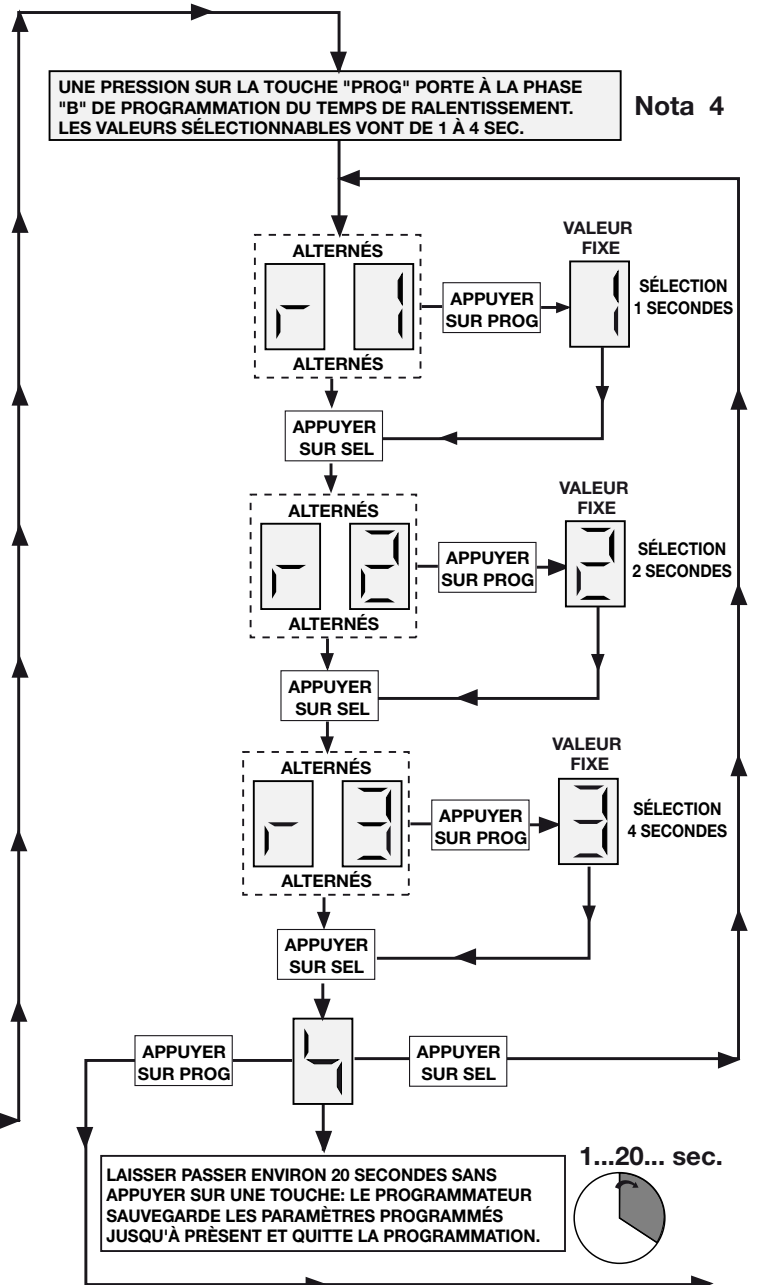 UNE PRESSION SUR LA TOUCHE "PROG" PORTE À LA PHASE
"B" DE PROGRAMMATION DU TEMPS DE RALENTISSEMENT.
LES VALEURS SÉLECTIONNABLES VONT DE 1 À 4 SEC.
Nota 4
ALTERNÉS
r 1
ALTERNÉS
APPUYER
SUR PROG
VALEUR
FIXE
1
SÉLECTION
1 SECONDES
APPUYER
SUR SEL
ALTERNÉS
r 2
ALTERNÉS
APPUYER
SUR PROG
VALEUR
FIXE
2
SÉLECTION
2 SECONDES
APPUYER
SUR SEL
ALTERNÉS
r 3
ALTERNÉS
APPUYER
SUR PROG
VALEUR
FIXE
3
SÉLECTION
4 SECONDES
APPUYER
SUR SEL
APPUYER
SUR PROG
APPUYER
SUR SEL
LAISSER PASSER ENVIRON 20 SECONDES SANS
APPUYER SUR UNE TOUCHE: LE PROGRAMMATEUR
SAUVEGARDE LES PARAMÈTRES PROGRAMMÉS
JUSQU'À PRÈSENT ET QUITTE LA PROGRAMMATION.
1...20... sec.